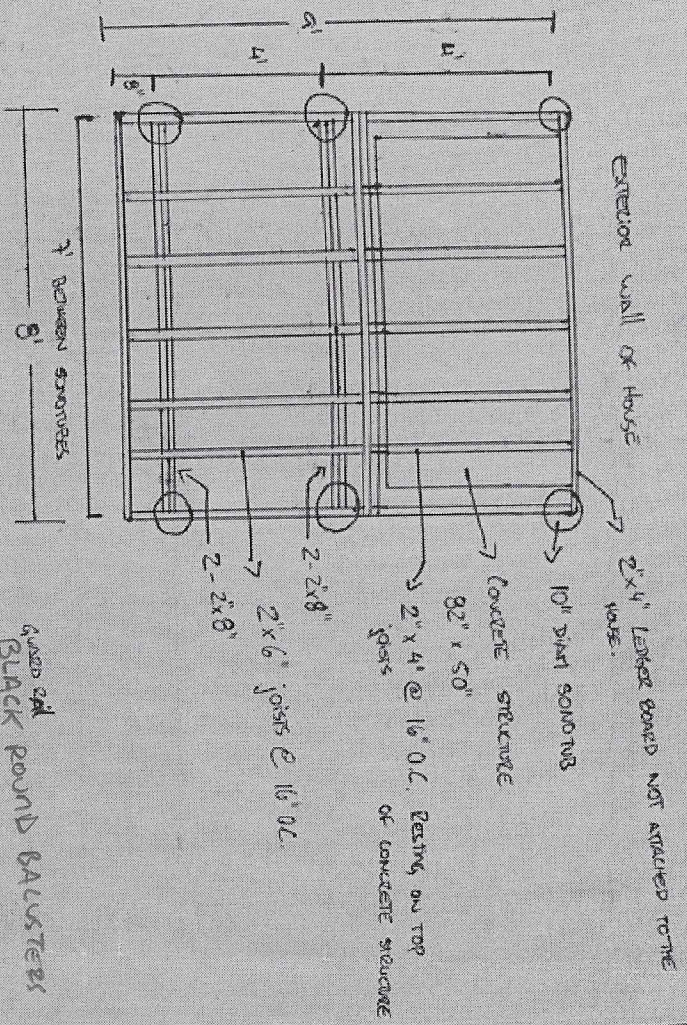 EXTERIOR WALL OF HOUSE
2"x4" LEDGER BOARD NOT ATTACHED TO THE
HOUSE.
10" DIAM SONOTUB
CONCRETE STRUCTURE
82" x 50"
2"x4" @ 16" O.C. RESTING ON TOP
joists OF CONCRETE STRUCTURE
2-2"x8"
2"x6" joists @ 16" O.C.
2-2"x8"
4'
4'
8"
9'
7' BETWEEN SONOTUBES
8'
GUARD RAIL
BLACK ROUND BALUSTERS